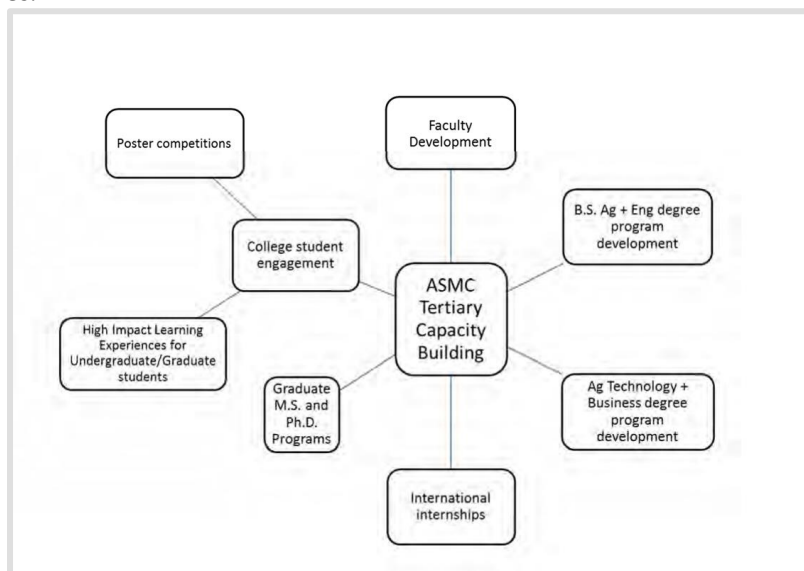 Poster competitions
Faculty
Development
B.S. Ag + Eng degree
program
development
College student
engagement
ASMC
Tertiary
Capacity
Building
High Impact Learning
Experiences for
Undergraduate/Graduate
students
Graduate
M.S. and
Ph.D.
Programs
Ag Technology +
Business degree
program
development
International
internships